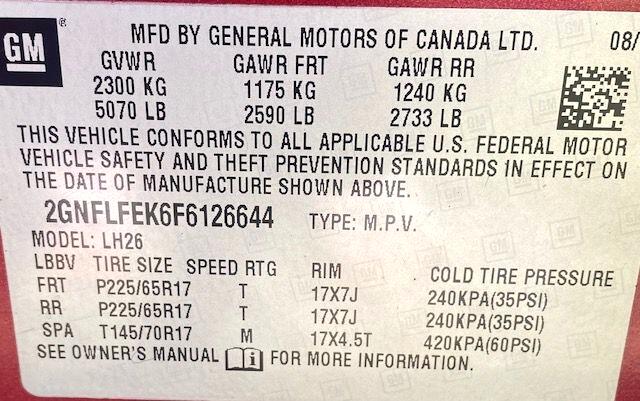 GM ® MFD BY GENERAL MOTORS OF CANADA LTD. 08/
GVWR GAWR FRT GAWR RR
2300 KG 1175 KG 1240 KG
5070 LB 2590 LB 2733 LB
THIS VEHICLE CONFORMS TO ALL APPLICABLE U.S. FEDERAL MOTOR
VEHICLE SAFETY AND THEFT PREVENTION STANDARDS IN EFFECT ON
THE DATE OF MANUFACTURE SHOWN ABOVE.
2GNFLFEK6F6126644 TYPE: M.P.V.
MODEL: LH26
LBBV TIRE SIZE SPEED RTG RIM COLD TIRE PRESSURE
FRT P225/65R17 T 17X7J 240KPA(35PSI)
RR P225/65R17 T 17X7J 240KPA(35PSI)
SPA T145/70R17 M 17X4.5T 420KPA(60PSI)
SEE OWNER'S MANUAL i FOR MORE INFORMATION.